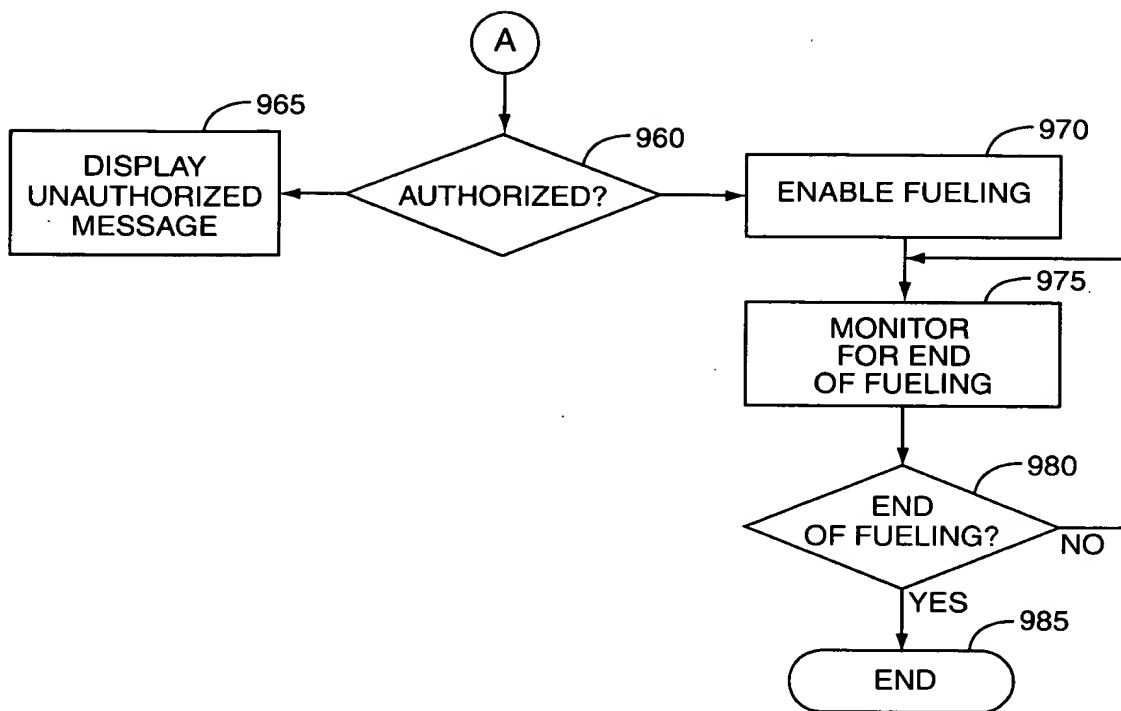 A
965
DISPLAY
UNAUTHORIZED
MESSAGE
960
AUTHORIZED?
970
ENABLE FUELING
975
MONITOR
FOR END
OF FUELING
980
END
OF FUELING?
NO
YES
985
END